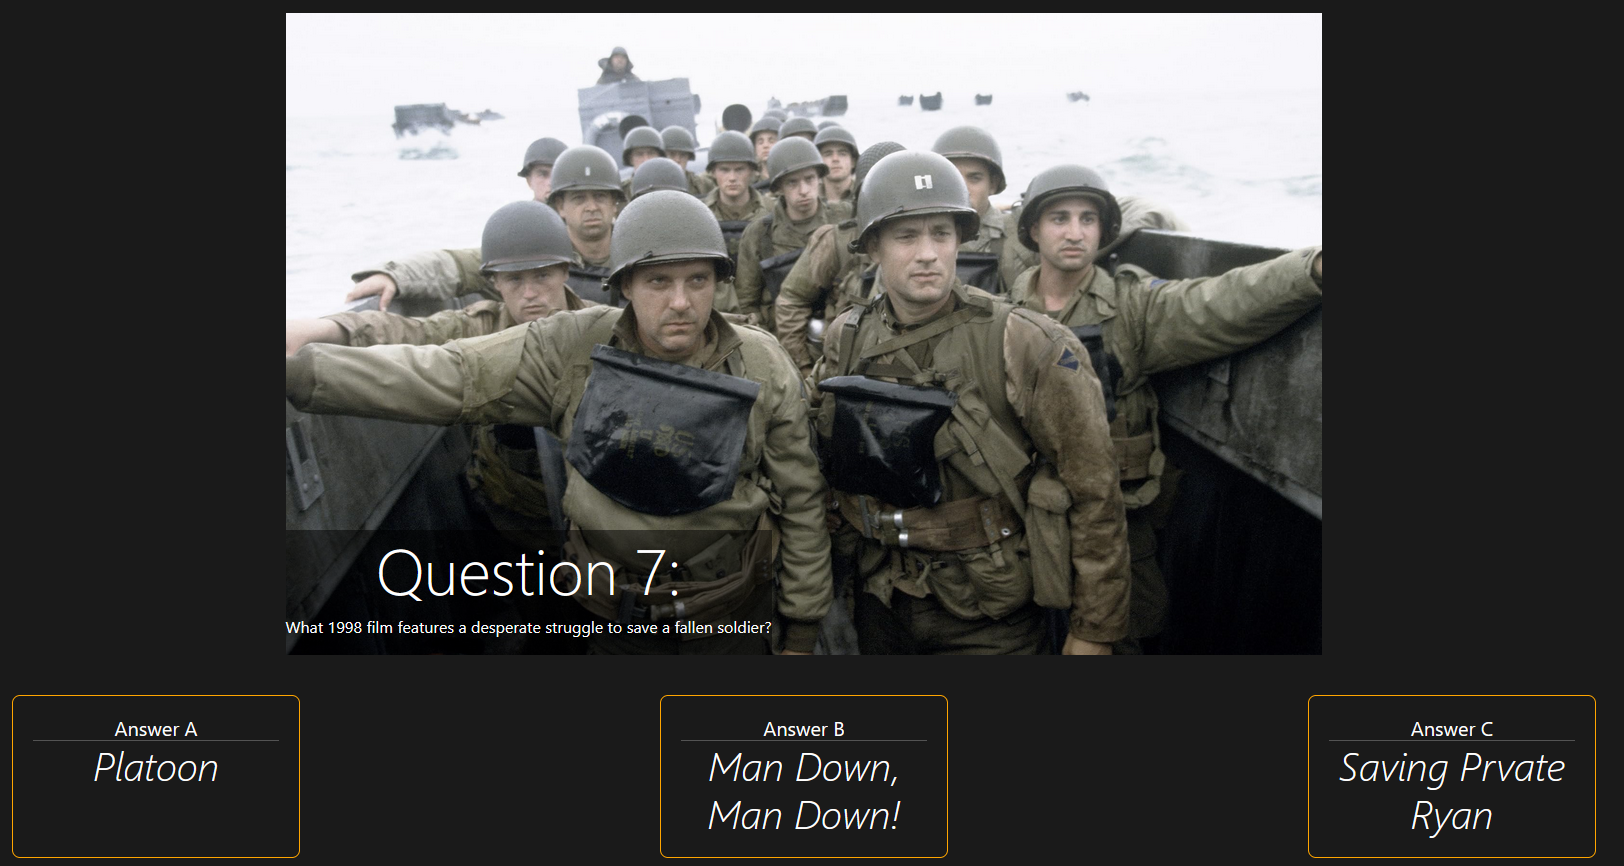 Question 7:
What 1998 film features a desperate struggle to save a fallen soldier?
Answer A
Platoon
Answer B
Man Down,
Man Down!
Answer C
Saving Prvate
Ryan